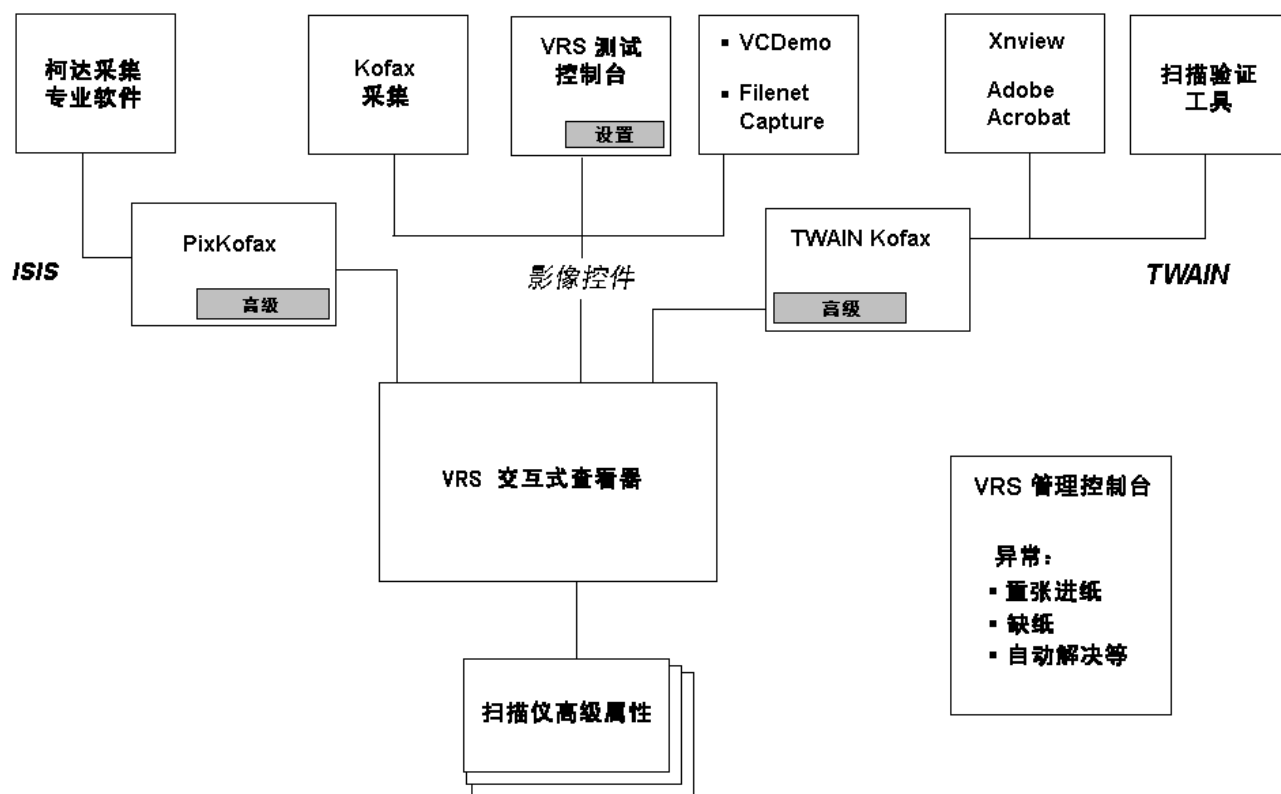 柯达采集
专业软件
Kofax
采集
VRS 测试
控制台
设置
▪ VCDemo
▪ Filenet
Capture
Xnview
Adobe
Acrobat
扫描验证
工具
PixKofax
高级
TWAIN Kofax
高级
ISIS
影像控件
TWAIN
VRS 交互式查看器
VRS 管理控制台
异常：
▪ 重张进纸
▪ 缺纸
▪ 自动解决等
扫描仪高级属性